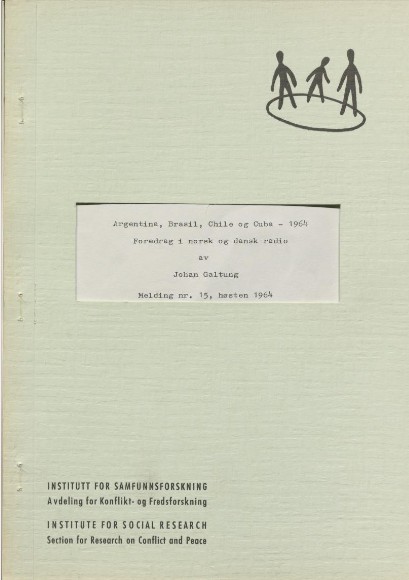 Argentina, Brasil, Chile og Cuba - 1964
Foredrag i norsk og dansk radio
av
Johan Galtung
Melding nr. 15, høsten 1964
INSTITUTT FOR SAMFUNNSFORSKNING
Avdeling for Konflikt- og Fredsforskning
INSTITUTE FOR SOCIAL RESEARCH
Section for Research on Conflict and Peace